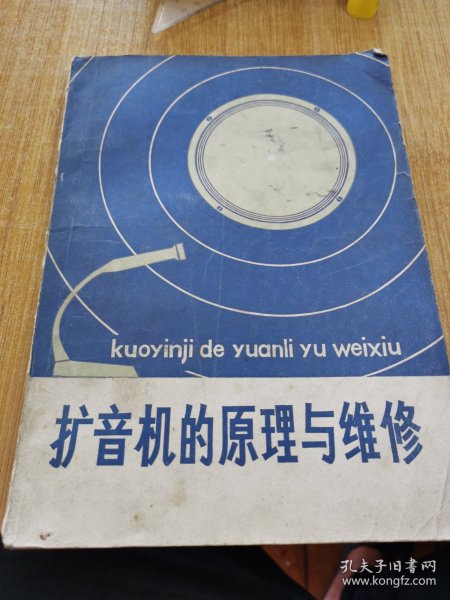 kuoyinji de yuanli yu weixiu
扩音机的原理与维修
孔夫子旧书网
www.kongfz.com